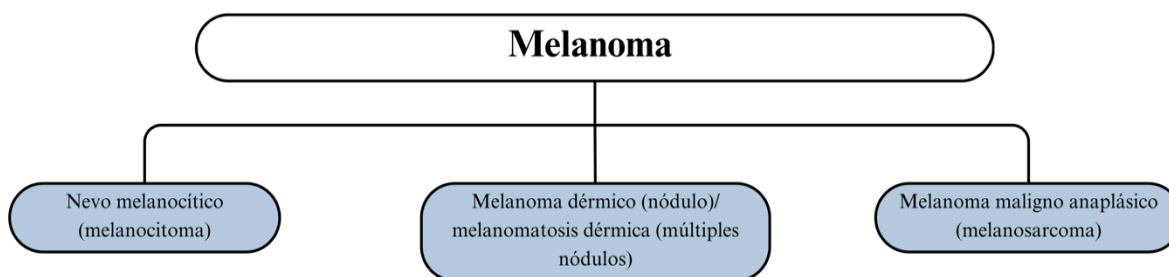 Melanoma
Nevo melanocítico
(melanocitoma)
Melanoma dérmico (nódulo)/
melanomatosis dérmica (múltiples
nódulos)
Melanoma maligno anaplásico
(melanosarcoma)